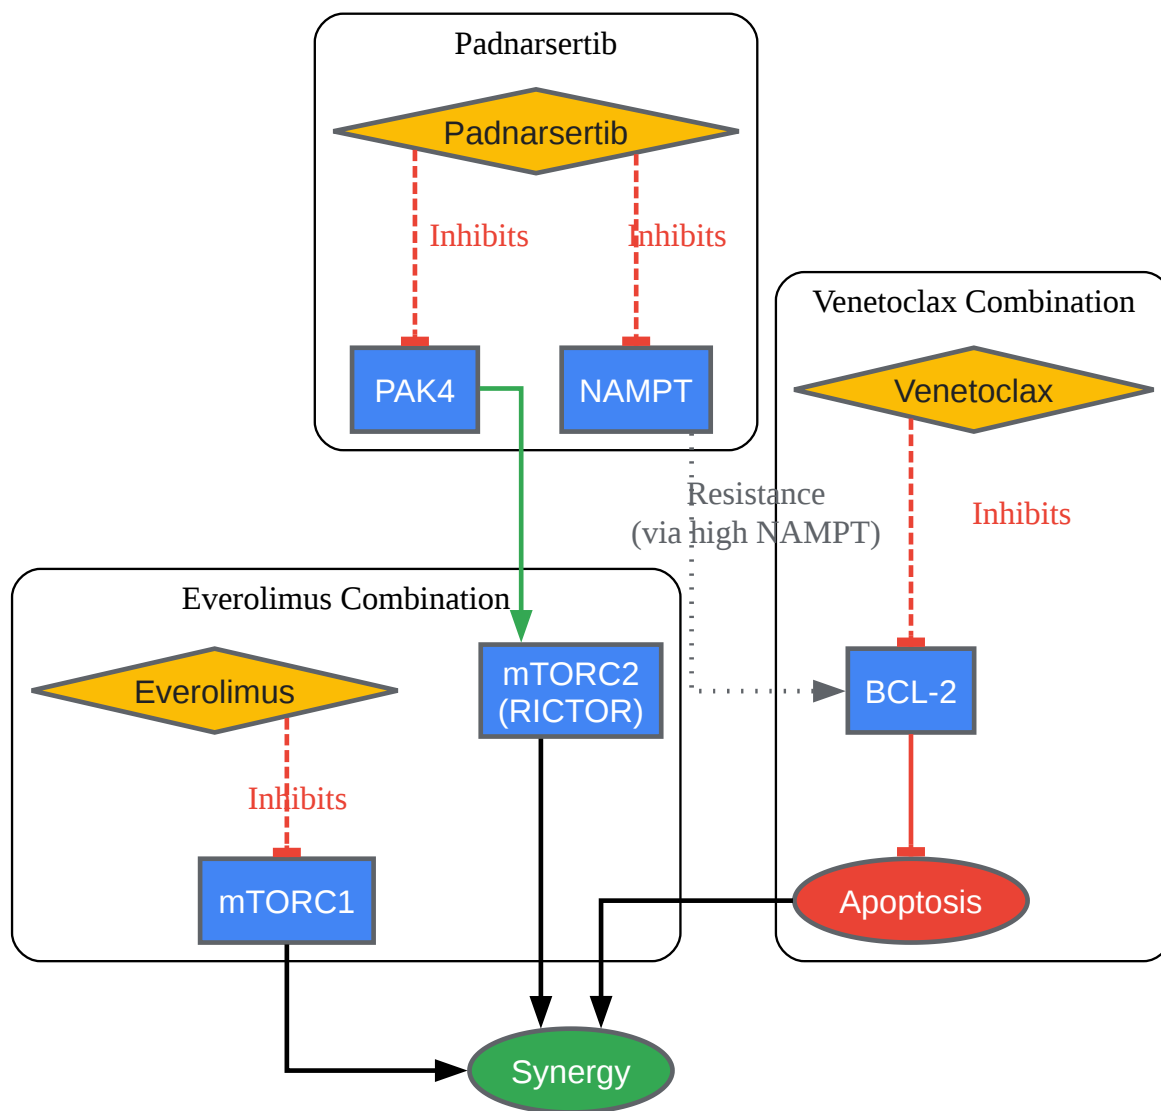 Padnarsertib
Padnarsertib
Inhibits
Inhibits
PAK4
NAMPT
Venetoclax Combination
Venetoclax
Inhibits
Resistance
(via high NAMPT)
Everolimus Combination
Everolimus
mTORC2
(RICTOR)
BCL-2
Inhibits
mTORC1
Apoptosis
Synergy